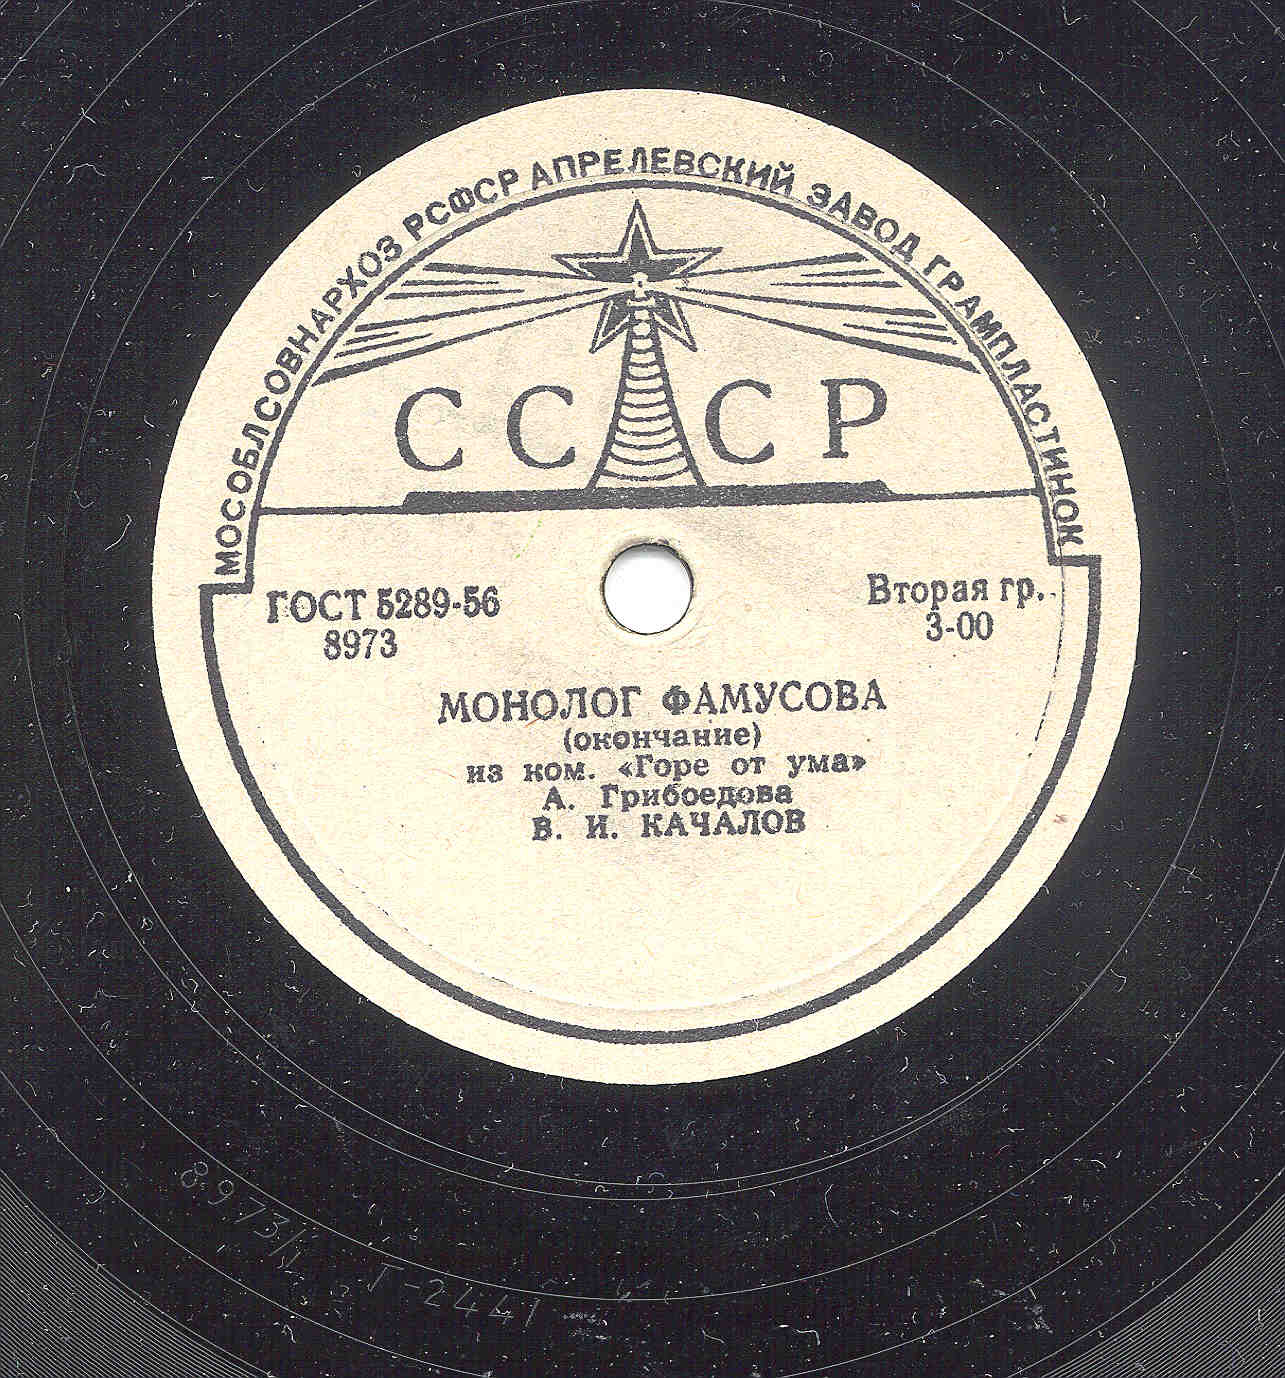 МОСОБЛСОВНАРХОЗ РСФСР АПРЕЛЕВСКИЙ ЗАВОД ГРАМПЛАСТИНОК
СССР
ГОСТ 5289-56
8973
Вторая гр.
3-00
МОНОЛОГ ФАМУСОВА
(окончание)
из ком. «Горе от ума»
А. Грибоедова
В. И. КАЧАЛОВ
8973/
Г-2441